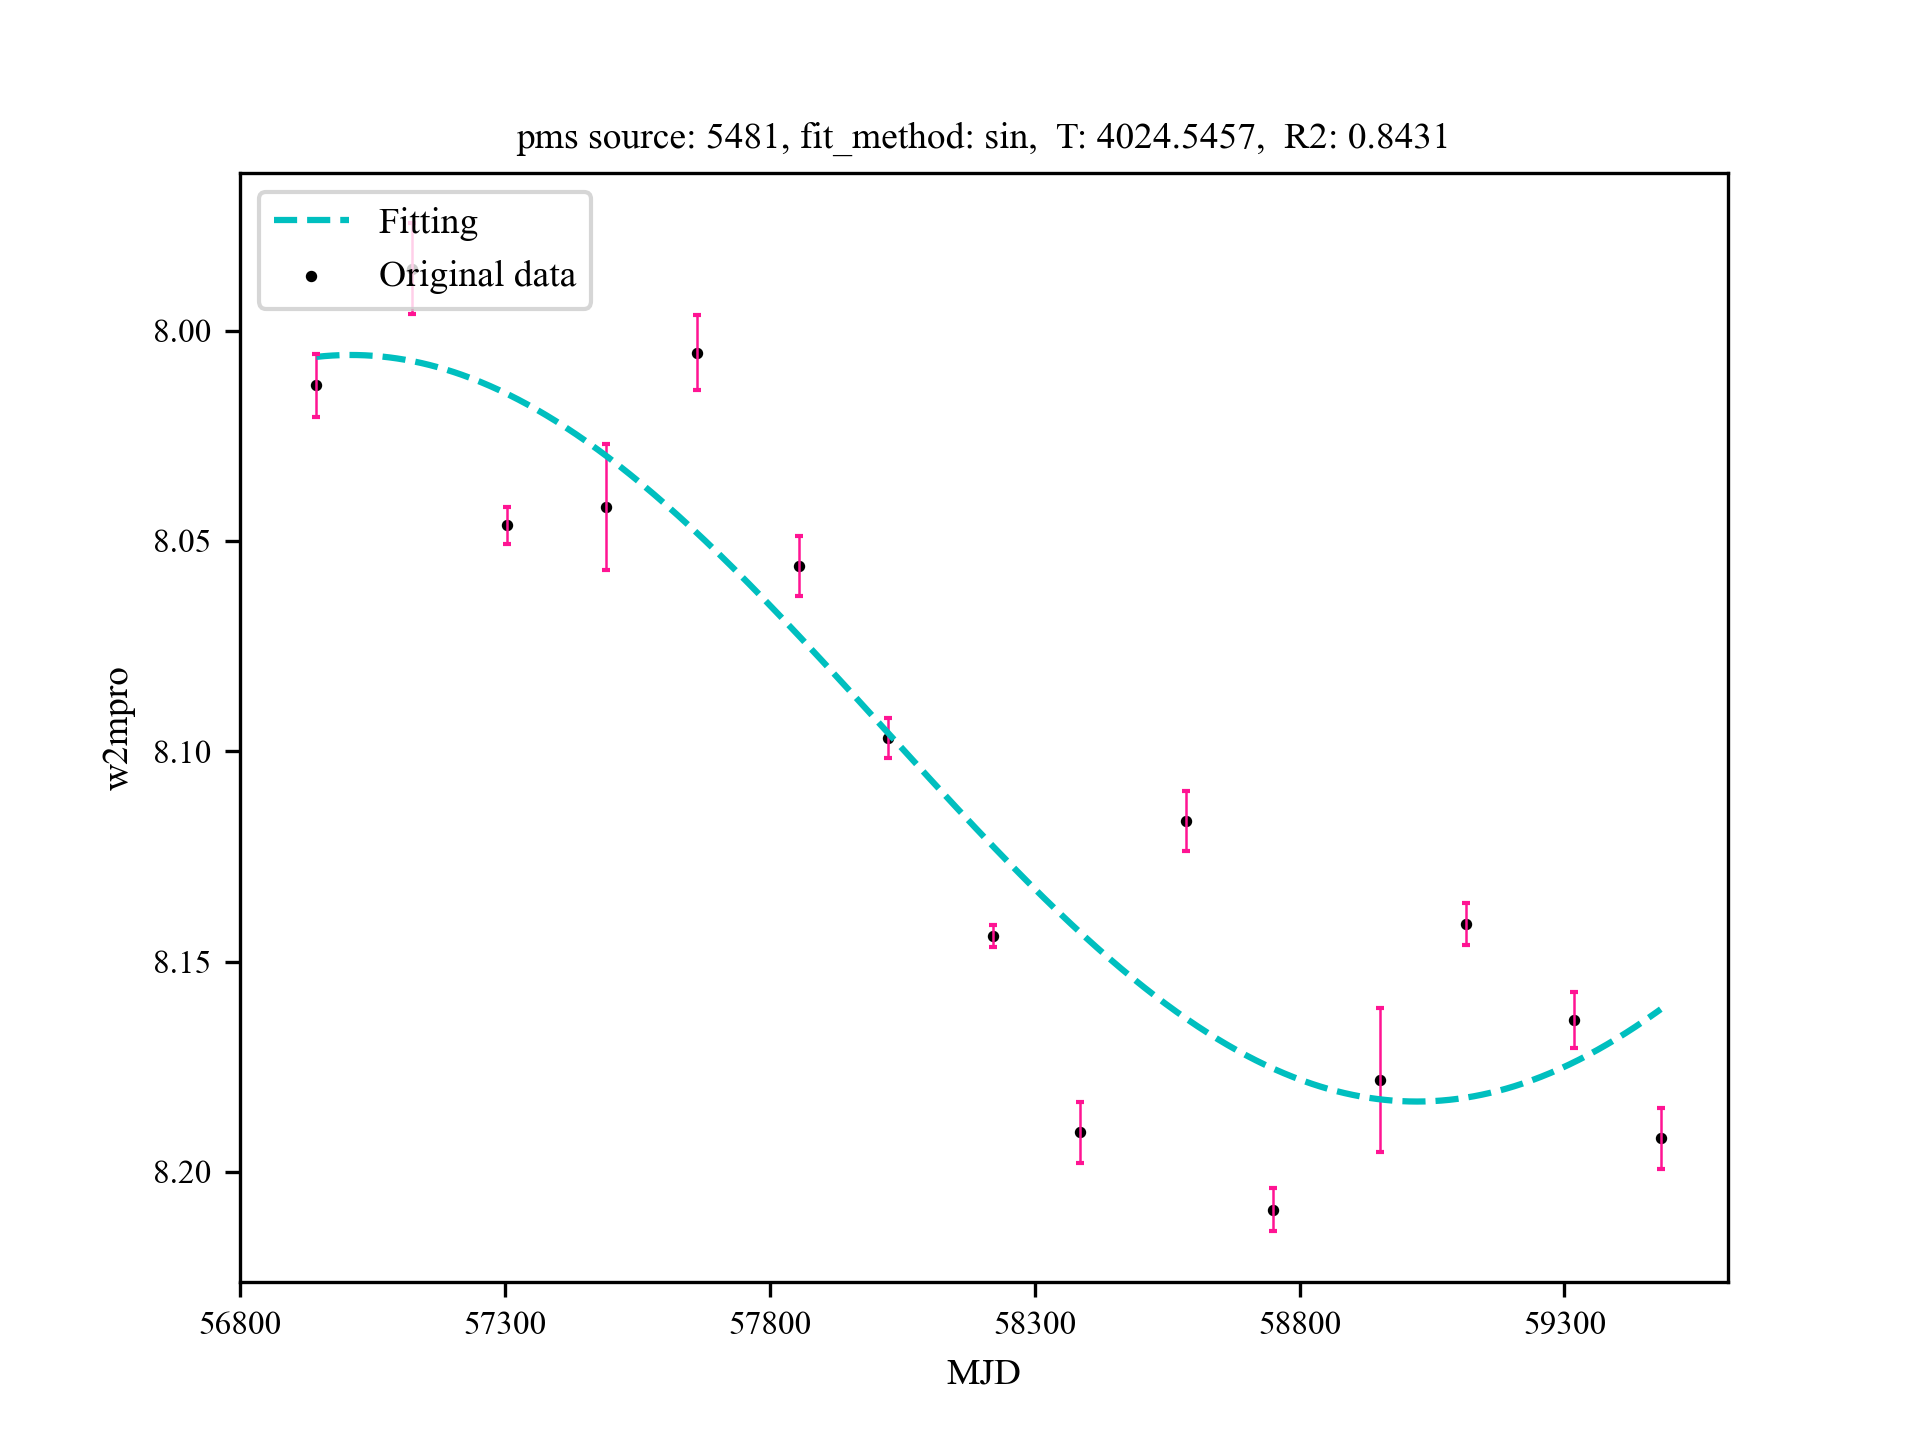 pms source: 5481, fit_method: sin, T: 4024.5457, R2: 0.8431
Fitting
Original data
8.00
8.05
8.10
8.15
8.20
w2mpro
56800 57300 57800 58300 58800 59300
MJD